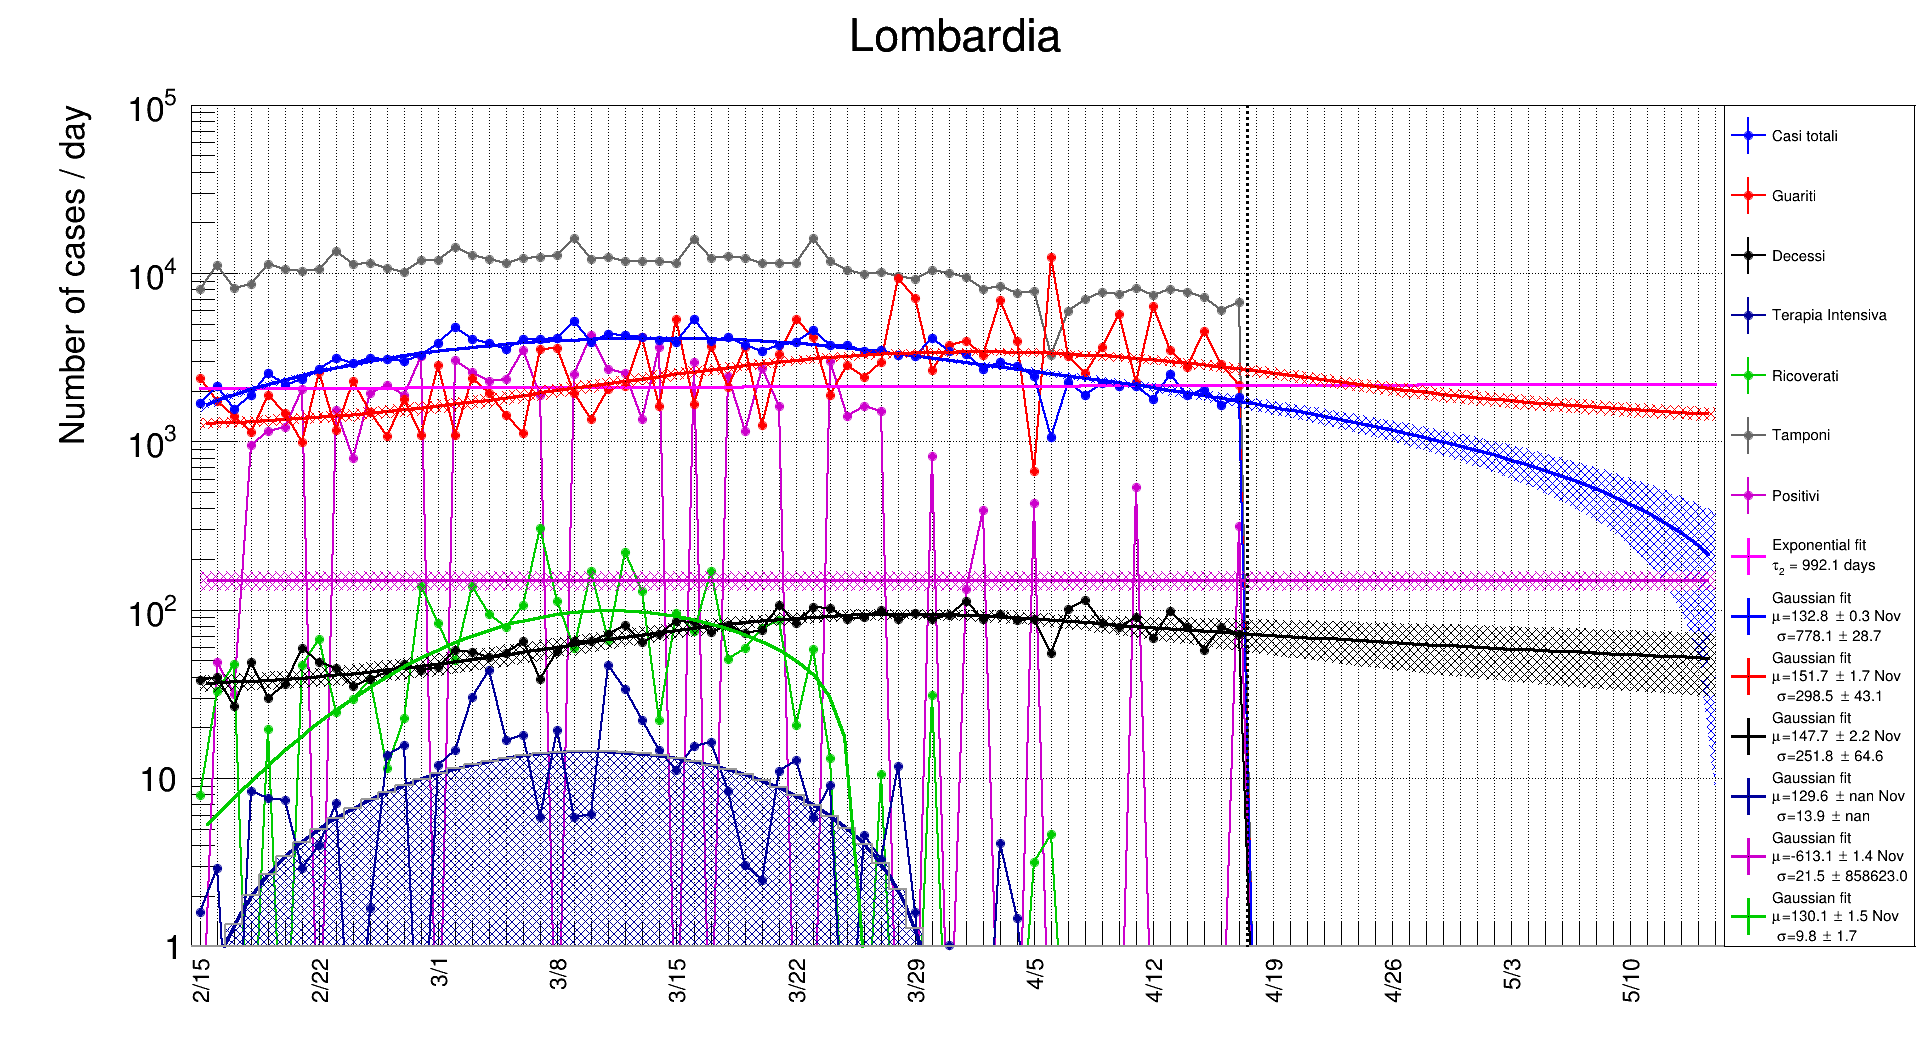 Lombardia
Number of cases / day
10^5
10^4
10^3
10^2
10
1
2/15
2/22
3/1
3/8
3/15
3/22
3/29
4/5
4/12
4/19
4/26
5/3
5/10
Casi totali
Guariti
Decessi
Terapia Intensiva
Ricoverati
Tamponi
Positivi
Exponential fit
τ₂ = 992.1 days
Gaussian fit
μ=132.8 ± 0.3 Nov
σ=778.1 ± 28.7
Gaussian fit
μ=151.7 ± 1.7 Nov
σ=298.5 ± 43.1
Gaussian fit
μ=147.7 ± 2.2 Nov
σ=251.8 ± 64.6
Gaussian fit
μ=129.6 ± nan Nov
σ=13.9 ± nan
Gaussian fit
μ=-613.1 ± 1.4 Nov
σ=21.5 ± 858623.0
Gaussian fit
μ=130.1 ± 1.5 Nov
σ=9.8 ± 1.7